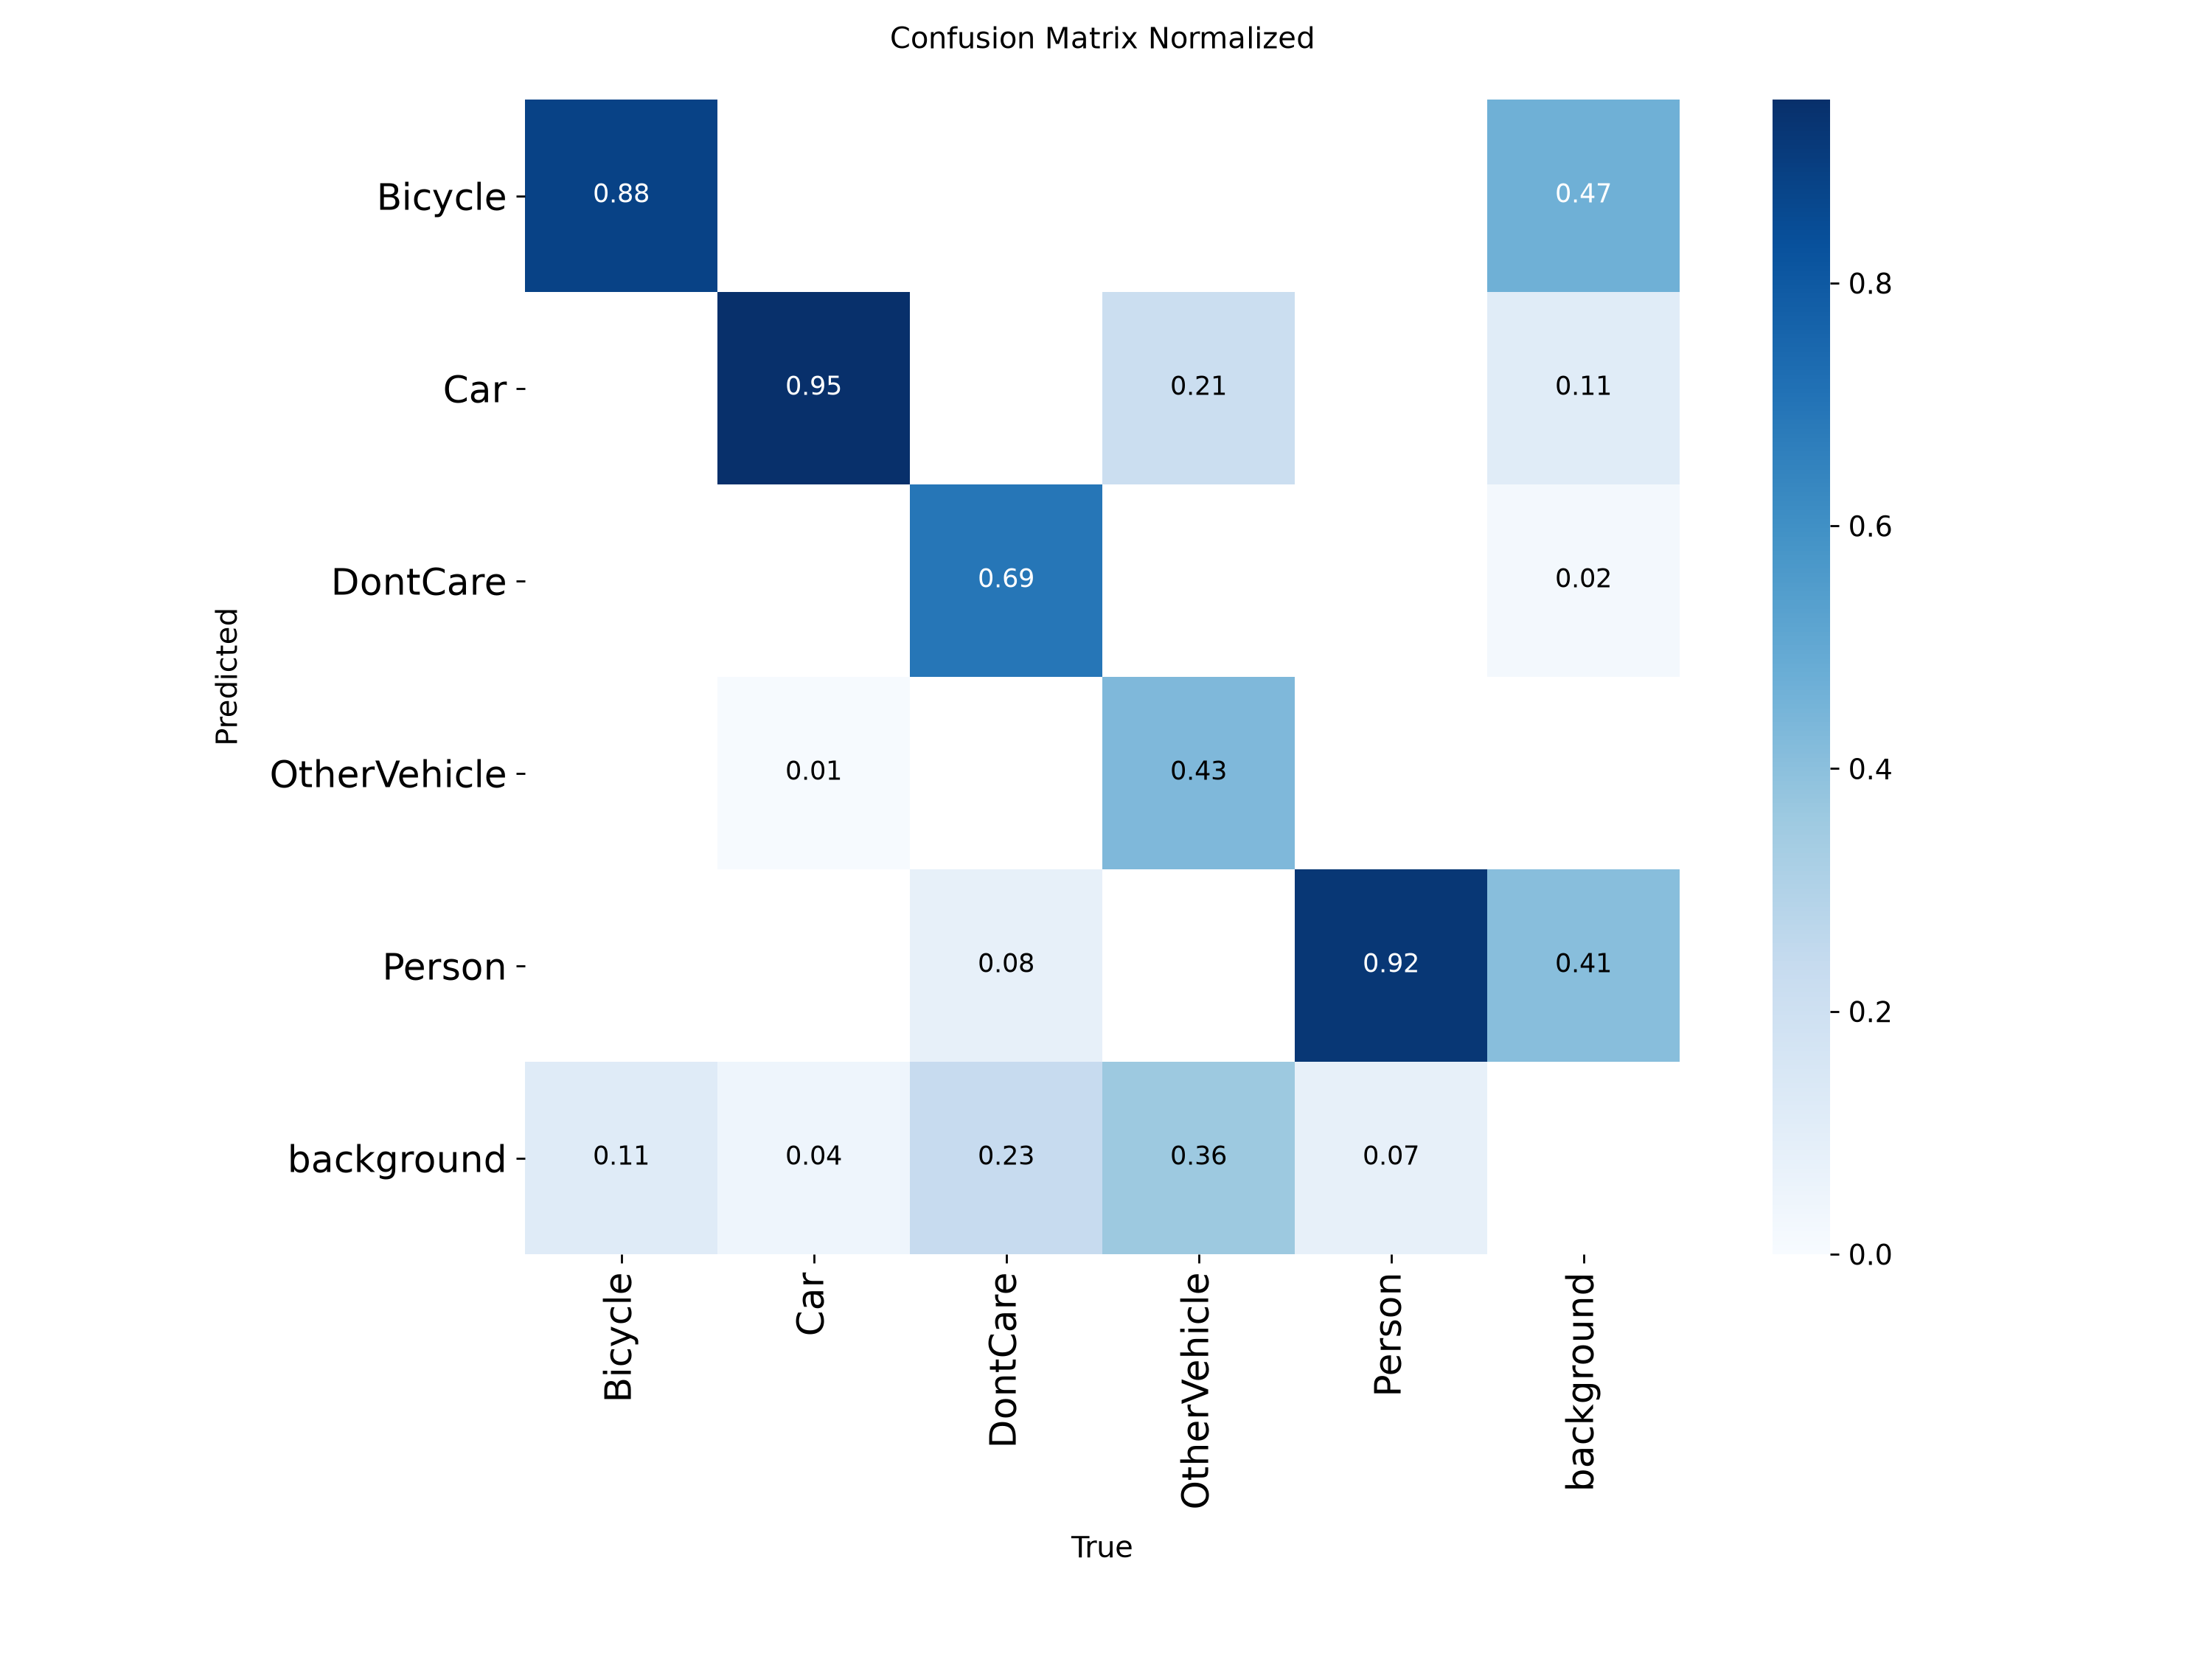 Confusion Matrix Normalized
Bicycle
0.88
0.47
0.8
Car
0.95
0.21
0.11
0.6
DontCare
0.69
0.02
Predicted
OtherVehicle
0.01
0.43
0.4
Person
0.08
0.92
0.41
0.2
background
0.11
0.04
0.23
0.36
0.07
0.0
Bicycle
Car
DontCare
OtherVehicle
Person
background
True